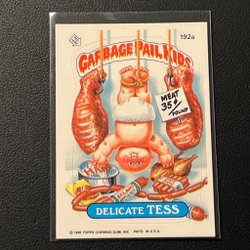 192a
GARBAGE PAIL KIDS
MEAT
35¢
POUND
DELICATE TESS
© 1986 TOPPS CHEWING GUM, INC. PRTD. IN U.S.A.